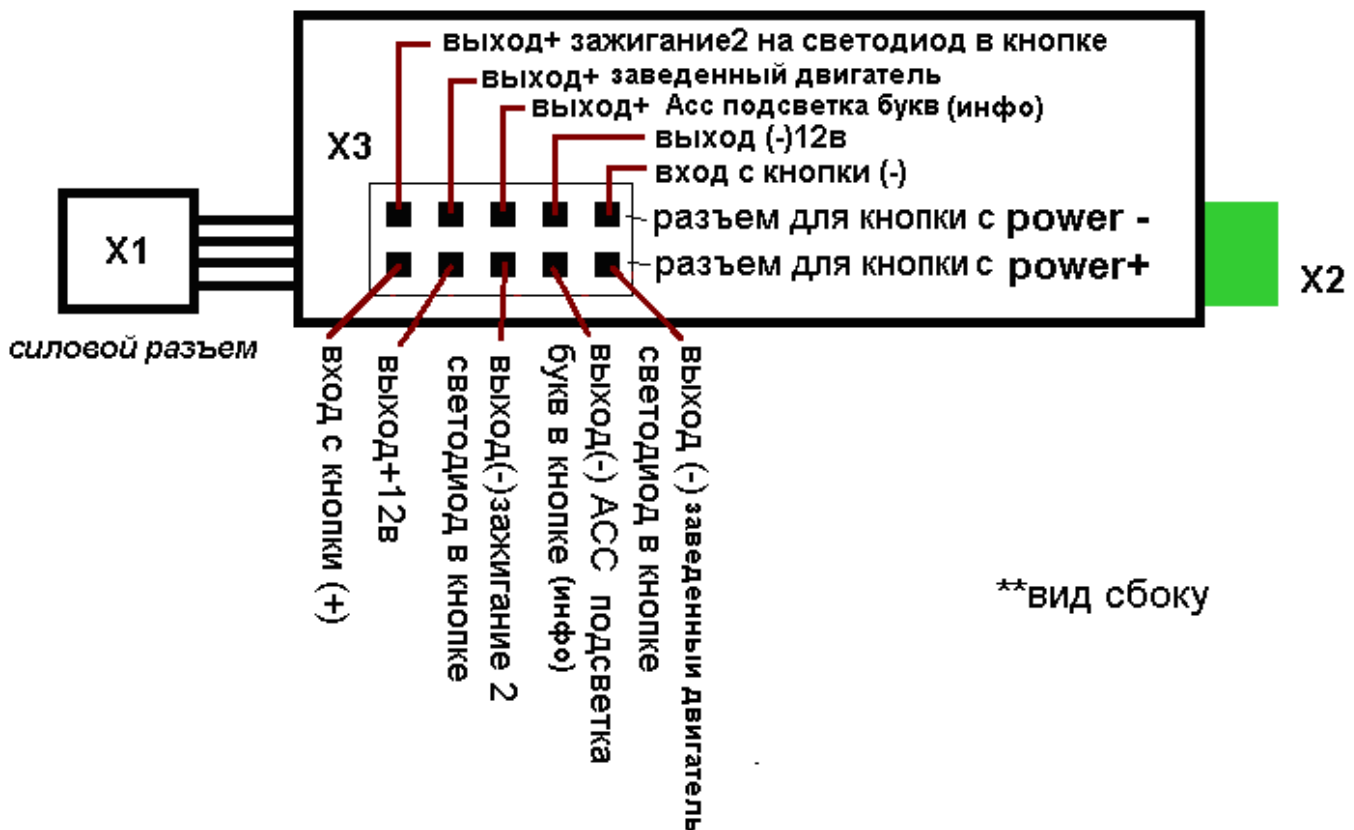 выход+ зажигание2 на светодиод в кнопке
выход+ заведенный двигатель
выход+ Асс подсветка букв (инфо)
выход (-)12в
вход с кнопки (-)
X3
разъем для кнопки с power -
разъем для кнопки с power+
X1
X2
силовой разъем
вход с кнопки (+)
выход+12в
выход(-)зажигание 2
светодиод в кнопке
выход(-) АСС подсветка
букв в кнопке (инфо)
выход (-) заведенный двигатель
светодиод в кнопке
**вид сбоку